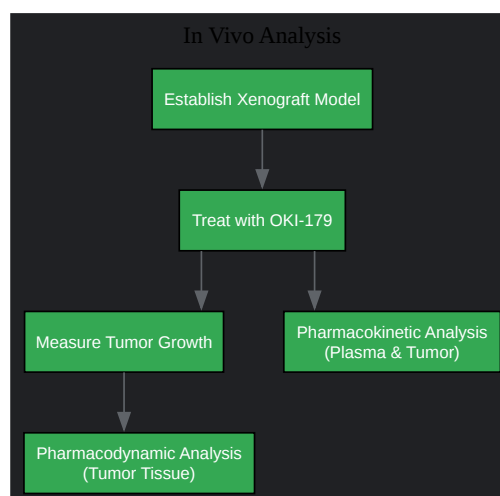 In Vivo Analysis
Establish Xenograft Model
Treat with OKI-179
Measure Tumor Growth
Pharmacokinetic Analysis
(Plasma & Tumor)
Pharmacodynamic Analysis
(Tumor Tissue)